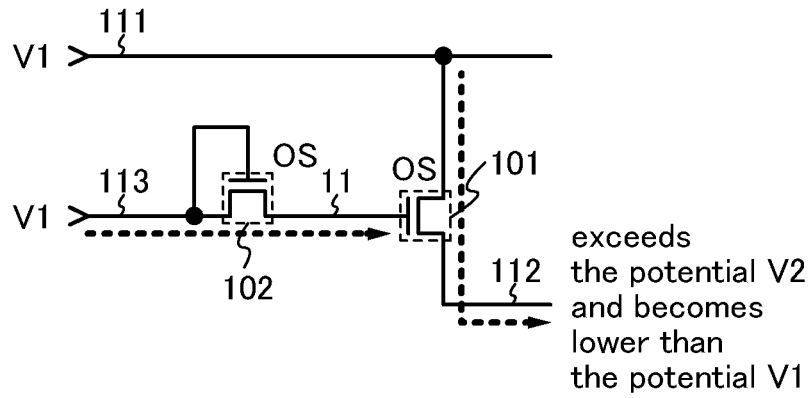 111
V1
OS
OS
101
113
11
V1
102
112
exceeds
the potential V2
and becomes
lower than
the potential V1